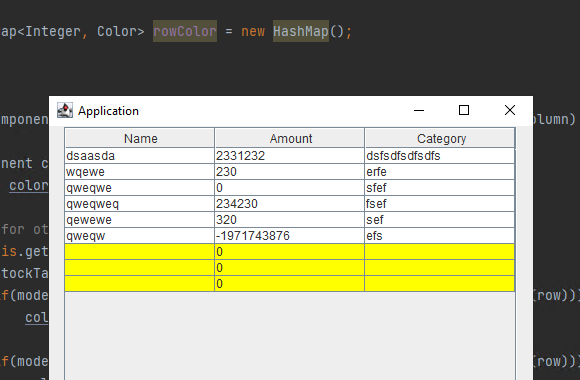 ap<Integer, Color> rowColor = new HashMap();
Application
mponen
olumn)
Name Amount Category
dsaasda 2331232 dsfsdfsdfsdfs
nent c
wqewe 230 erfe
color
qweqwe 0 sfef
qweqweq 234230 fsef
qewewe 320 sef
for ot
qweqw -1971743876 efs
is.get
0
tockTa
0
f(mode
(row)))
0
col
f(mode
(row)))